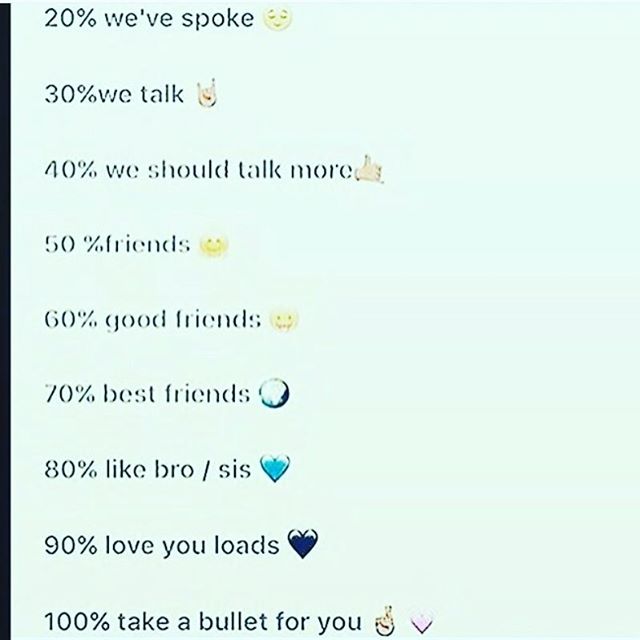 20% we've spoke 😌
30%we talk 🤘🏻
40% we should talk more🤙🏻
50 %friends 😊
60% good friends 😀
70% best friends 🌎
80% like bro / sis 💙
90% love you loads 💙
100% take a bullet for you 🤞🏻 💓